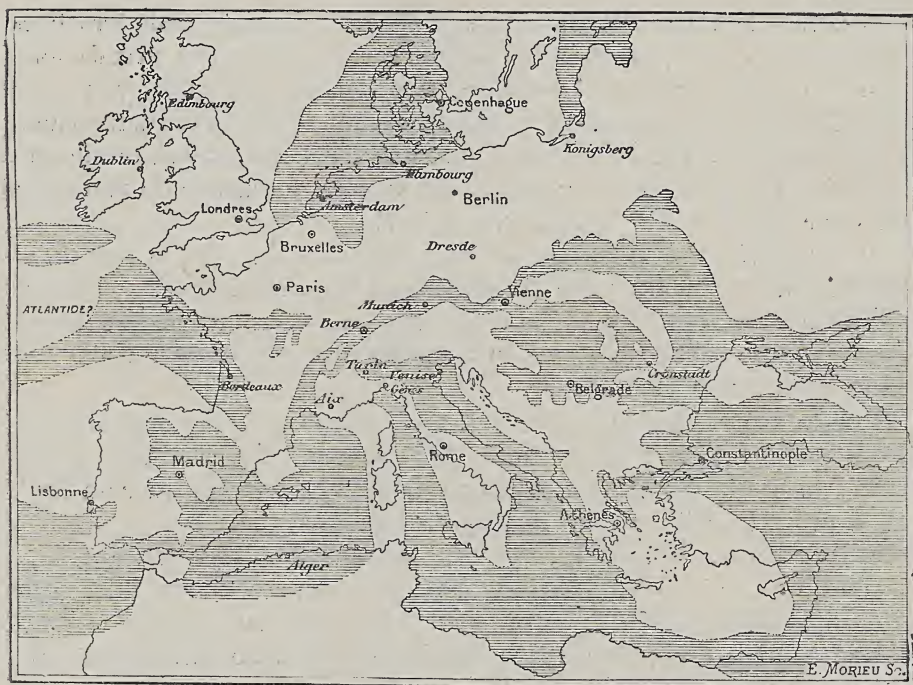 Edimbourg
Copenhague
Konigsberg
Dublin
Hambourg
Amsterdam
Berlin
Londres
Bruxelles
Dresde
Paris
Vienne
ATLANTIDE?
Munich
Berne
Turin
Venise
Cronstadt
Bordeaux
Gênes
Belgrade
Aix
Rome
Constantinople
Madrid
Lisbonne
Athènes
Alger
E. MORIEU Sc.